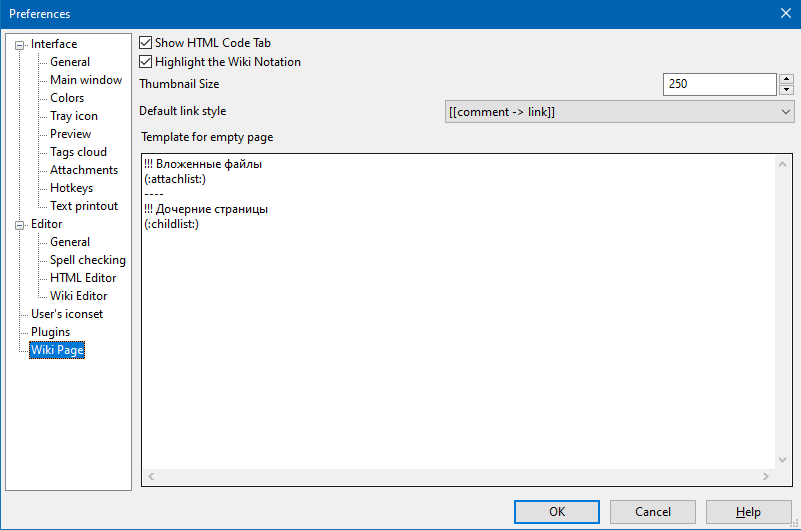 Preferences
Interface
General
Main window
Colors
Tray icon
Preview
Tags cloud
Attachments
Hotkeys
Text printout
Editor
General
Spell checking
HTML Editor
Wiki Editor
User's iconset
Plugins
Wiki Page
Show HTML Code Tab
Highlight the Wiki Notation
Thumbnail Size
250
Default link style
[[comment -> link]]
Template for empty page
!!! Вложенные файлы
(:attachlist:)
----
!!! Дочерние страницы
(:childlist:)
OK
Cancel
Help